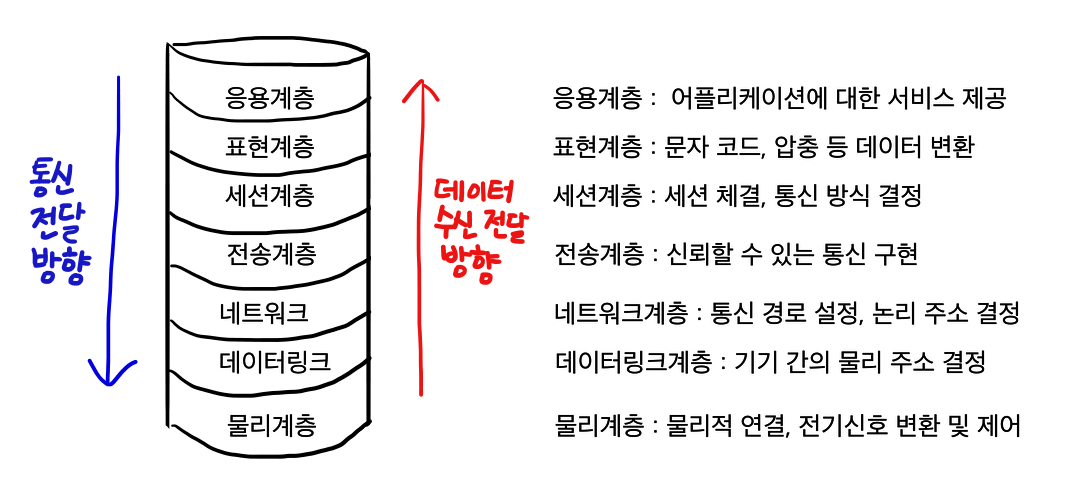 통신
전달
방향
응용계층
표현계층
세션계층
전송계층
네트워크
데이터링크
물리계층
데이터
수신 전달
방향
응용계층 : 어플리케이션에 대한 서비스 제공
표현계층 : 문자 코드, 압충 등 데이터 변환
세션계층 : 세션 체결, 통신 방식 결정
전송계층 : 신뢰할 수 있는 통신 구현
네트워크계층 : 통신 경로 설정, 논리 주소 결정
데이터링크계층 : 기기 간의 물리 주소 결정
물리계층 : 물리적 연결, 전기신호 변환 및 제어